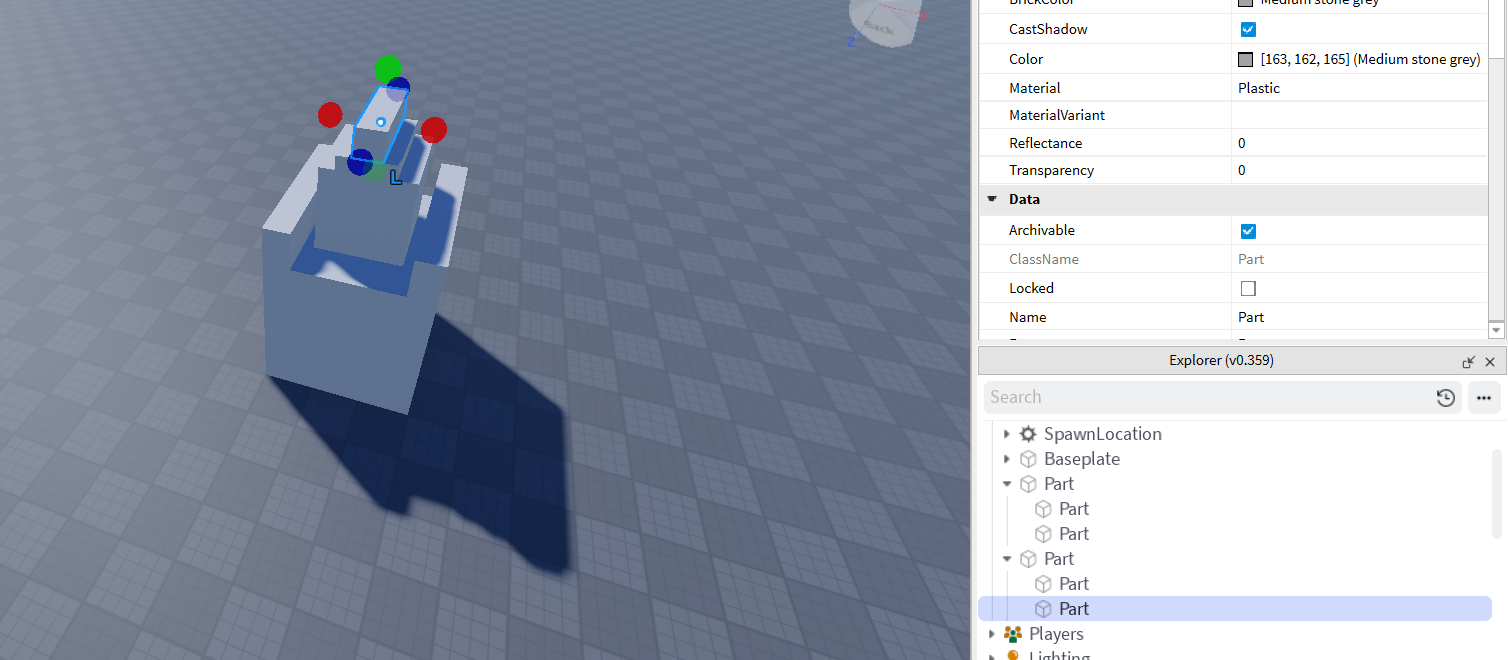 Back
Z
BrickColor Medium stone grey
CastShadow
Color [163, 162, 165] (Medium stone grey)
Material Plastic
MaterialVariant
Reflectance 0
Transparency 0
Data
Archivable
ClassName Part
Locked
Name Part
L
Explorer (v0.359)
Search
SpawnLocation
Baseplate
Part
Part
Part
Part
Part
Part
Players
Lighting